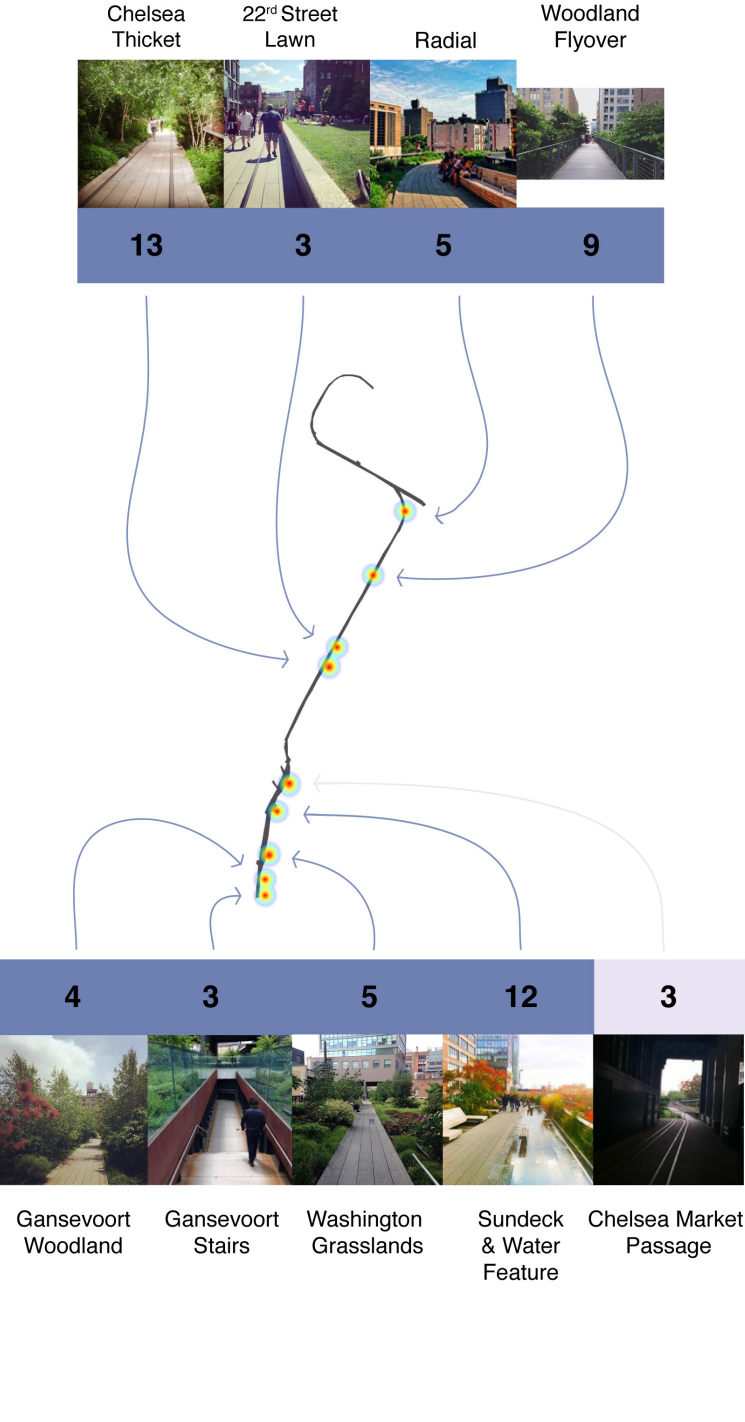 Chelsea
Thicket
22rd Street
Lawn
Radial
Woodland
Flyover
13
3
5
9
4
3
5
12
3
Gansevoort
Woodland
Gansevoort
Stairs
Washington
Grasslands
Sundeck
& Water
Feature
Chelsea Market
Passage